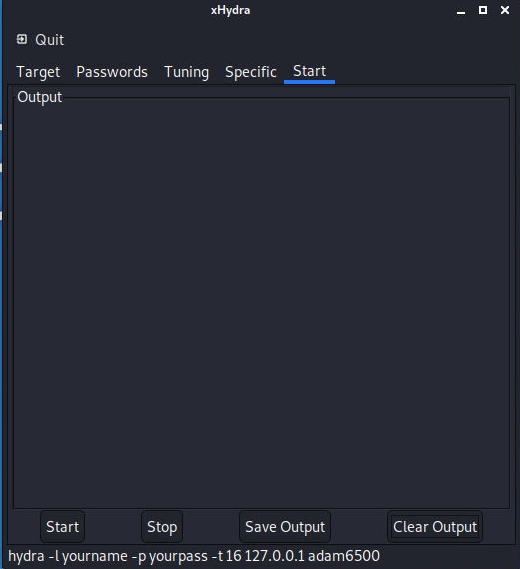 xHydra
Quit
Target Passwords Tuning Specific Start
Output
Start Stop Save Output Clear Output
hydra -l yourname -p yourpass -t 16 127.0.0.1 adam6500